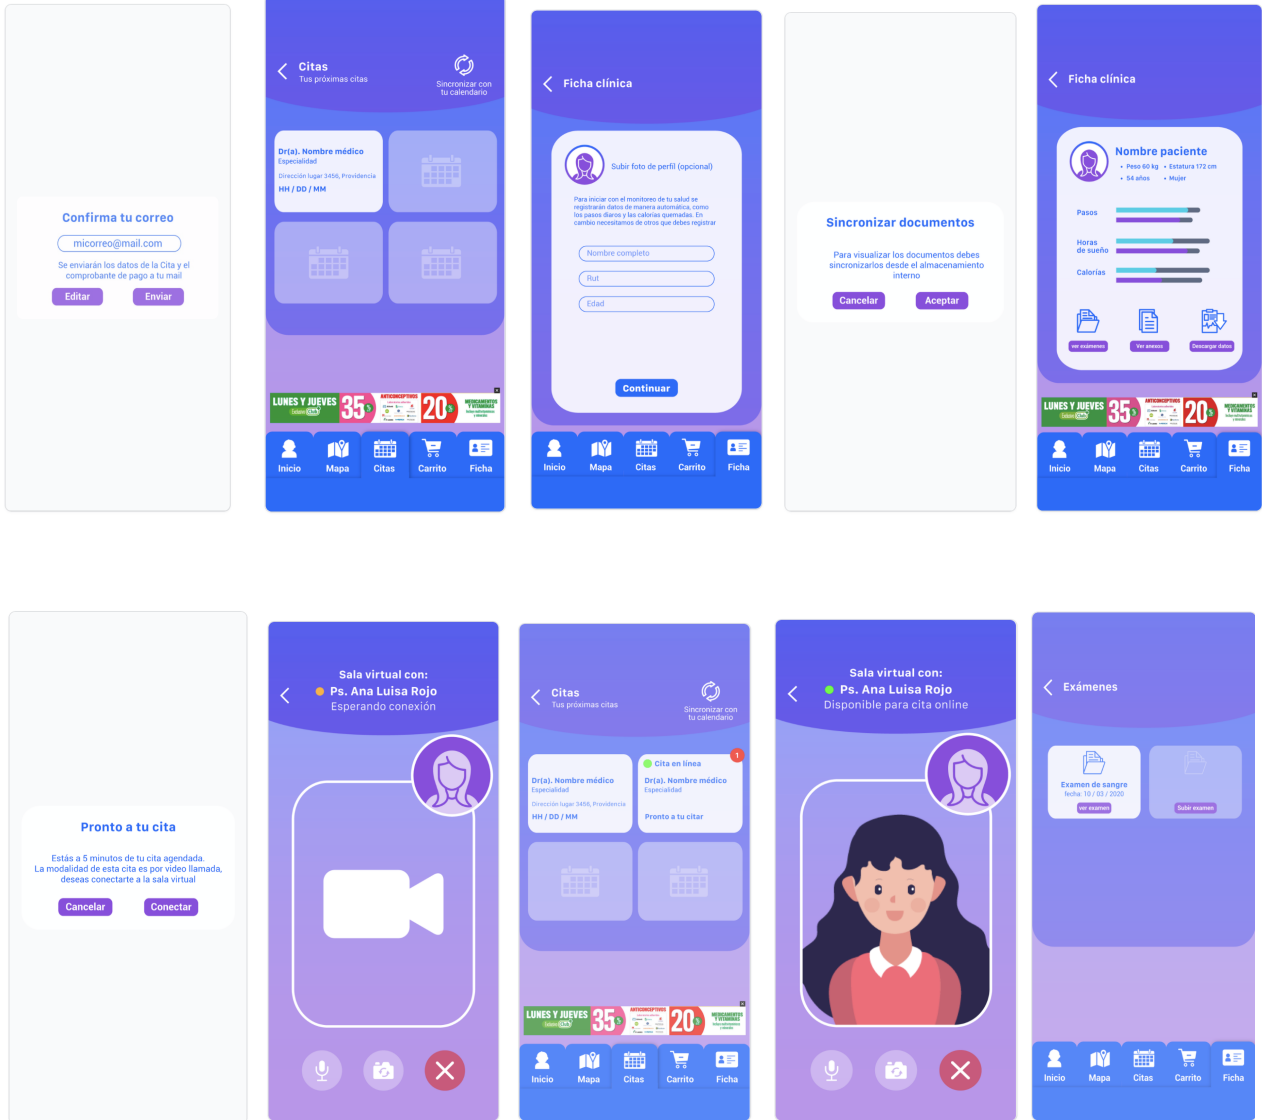 Confirma tu correo
micorreo@mail.com
Se enviarán los datos de la Cita y el
comprobante de pago a tu mail
Editar
Enviar
Citas
Tus próximas citas
Sincronizar con
tu calendario
Dr(a). Nombre médico
Especialidad
Dirección lugar 3456, Providencia
HH / DD / MM
LUNES Y JUEVES
35%
ANTICONCEPTIVOS
20%
MEDICAMENTOS
Y VITAMINAS
Inicio
Mapa
Citas
Carrito
Ficha
Ficha clínica
Subir foto de perfil (opcional)
Para iniciar con el monitoreo de tu salud se
registrarán datos de manera automática, como
los pasos diaros y las calorías quemadas. En
cambio necesitamos de otros que debes registrar
Nombre completo
Rut
Edad
Continuar
Inicio
Mapa
Citas
Carrito
Ficha
Sincronizar documentos
Para visualizar los documentos debes
sincronizarlos desde el almacenamiento
interno
Cancelar
Aceptar
Ficha clínica
Nombre paciente
• Peso 60 kg • Estatura 172 cm
• 54 años • Mujer
Pasos
Horas
de sueño
Calorías
ver exámenes
Ver anexos
Descargar datos
LUNES Y JUEVES
35%
ANTICONCEPTIVOS
20%
MEDICAMENTOS
Y VITAMINAS
Inicio
Mapa
Citas
Carrito
Ficha
Pronto a tu cita
Estás a 5 minutos de tu cita agendada.
La modalidad de esta cita es por video llamada,
deseas conectarte a la sala virtual
Cancelar
Conectar
Sala virtual con:
Ps. Ana Luisa Rojo
Esperando conexión
Citas
Tus próximas citas
Sincronizar con
tu calendario
Dr(a). Nombre médico
Especialidad
Dirección lugar 3456, Providencia
HH / DD / MM
1
Cita en línea
Dr(a). Nombre médico
Especialidad
Pronto a tu citar
LUNES Y JUEVES
35%
ANTICONCEPTIVOS
20%
MEDICAMENTOS
Y VITAMINAS
Inicio
Mapa
Citas
Carrito
Ficha
Sala virtual con:
Ps. Ana Luisa Rojo
Disponible para cita online
Exámenes
Examen de sangre
fecha: 10 / 03 / 2020
ver examen
Subir examen
Inicio
Mapa
Citas
Carrito
Ficha